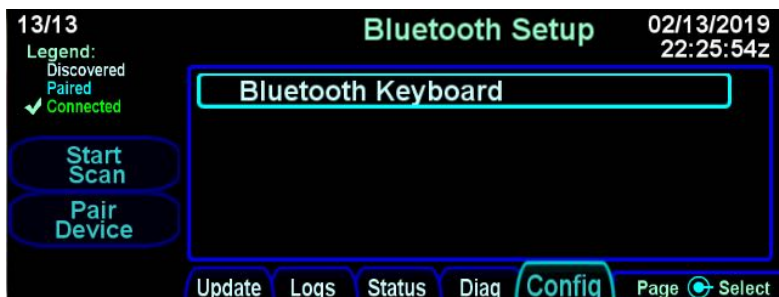 13/13
Bluetooth Setup
02/13/2019
22:25:54z
Legend:
Discovered
Paired
Connected
Bluetooth Keyboard
Start
Scan
Pair
Device
Update
Logs
Status
Diag
Config
Page
Select